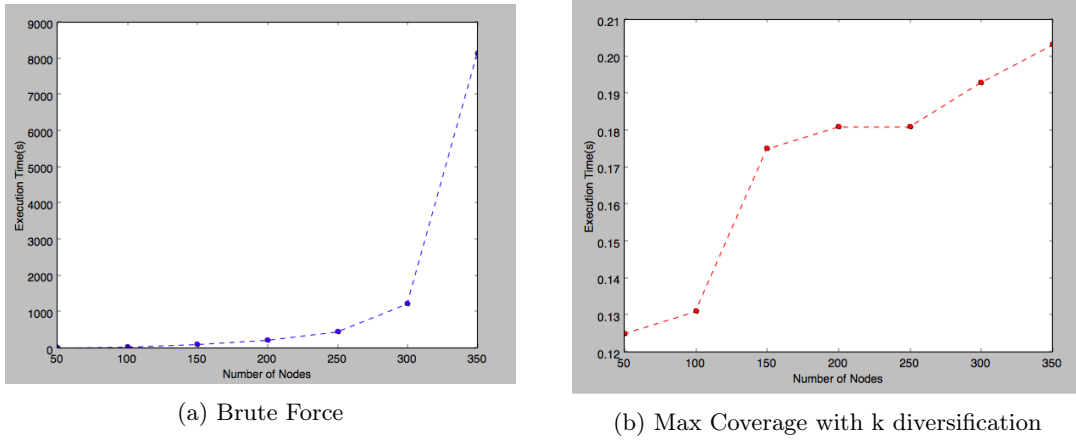 9000
8000
7000
6000
5000
4000
3000
2000
1000
0
Execution Time(s)
50 100 150 200 250 300 350
Number of Nodes
(a) Brute Force
0.21
0.20
0.19
0.18
0.17
0.16
0.15
0.14
0.13
0.12
Execution Time(s)
50 100 150 200 250 300 350
Number of Nodes
(b) Max Coverage with k diversification